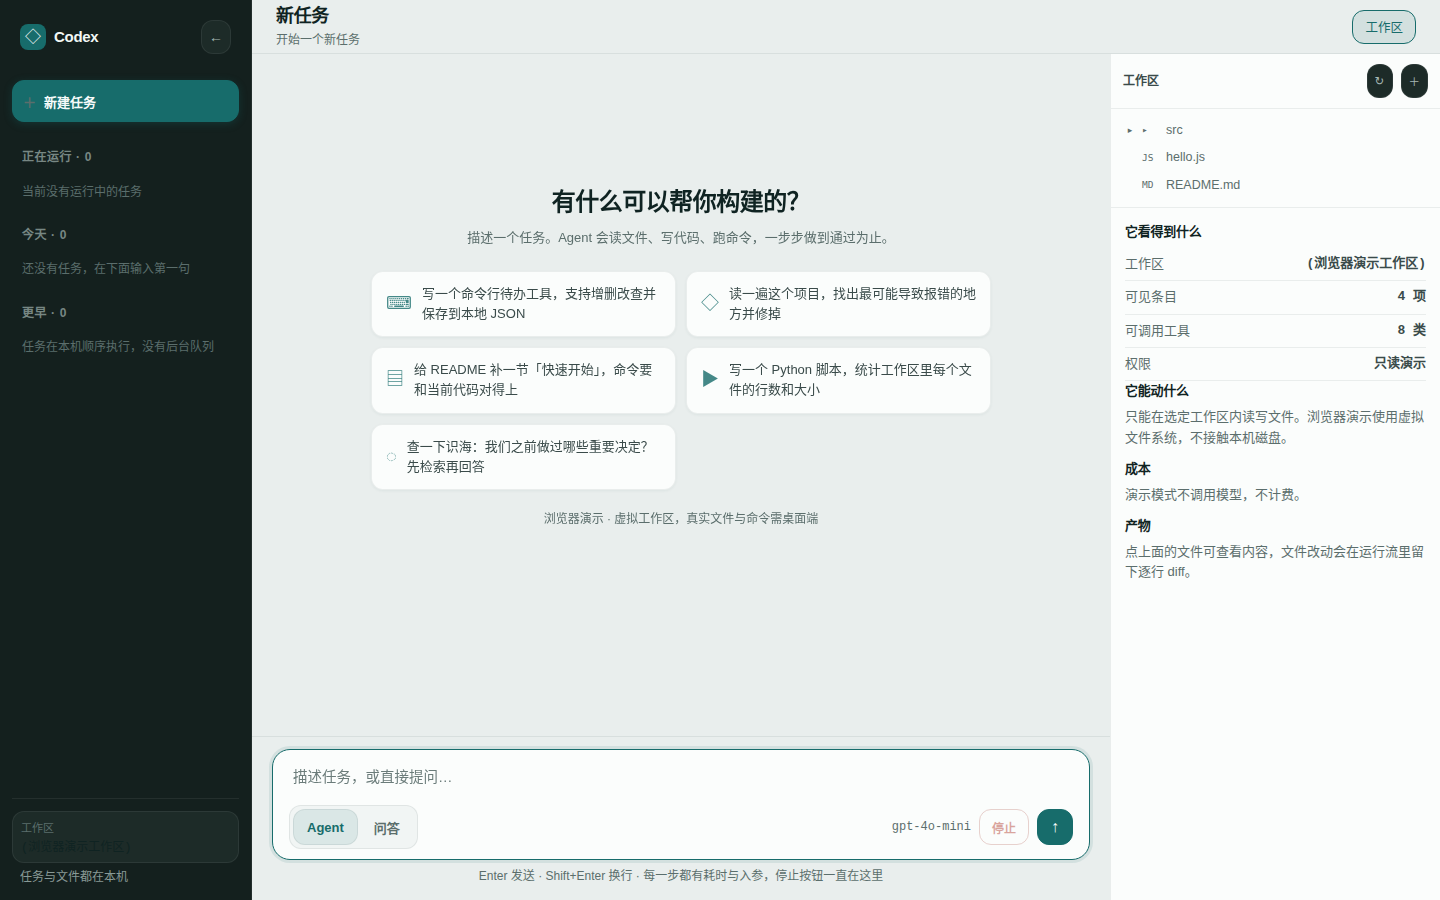 Codex
←
+ 新建任务
正在运行 · 0
当前没有运行中的任务
今天 · 0
还没有任务，在下面输入第一句
更早 · 0
任务在本机顺序执行，没有后台队列
工作区
(浏览器演示工作区)
任务与文件都在本机
新任务
开始一个新任务
工作区
有什么可以帮你构建的？
描述一个任务。Agent 会读文件、写代码、跑命令，一步步做到通过为止。
写一个命令行待办工具，支持增删改查并
保存到本地 JSON
读一遍这个项目，找出最可能导致报错的地
方并修掉
给 README 补一节「快速开始」，命令要
和当前代码对得上
写一个 Python 脚本，统计工作区里每个文
件的行数和大小
查一下识海：我们之前做过哪些重要决定？
先检索再回答
浏览器演示 · 虚拟工作区，真实文件与命令需桌面端
描述任务，或直接提问…
Agent 问答
gpt-4o-mini 停止 ↑
Enter 发送 · Shift+Enter 换行 · 每一步都有耗时与入参，停止按钮一直在这里
工作区
↻ +
▸ ▸ src
JS hello.js
MD README.md
它看得到什么
工作区 (浏览器演示工作区)
可见条目 4 项
可调用工具 8 类
权限 只读演示
它能动什么
只能在选定工作区内读写文件。浏览器演示使用虚拟
文件系统，不接触本机磁盘。
成本
演示模式不调用模型，不计费。
产物
点上面的文件可查看内容，文件改动会在运行流里留
下逐行 diff。